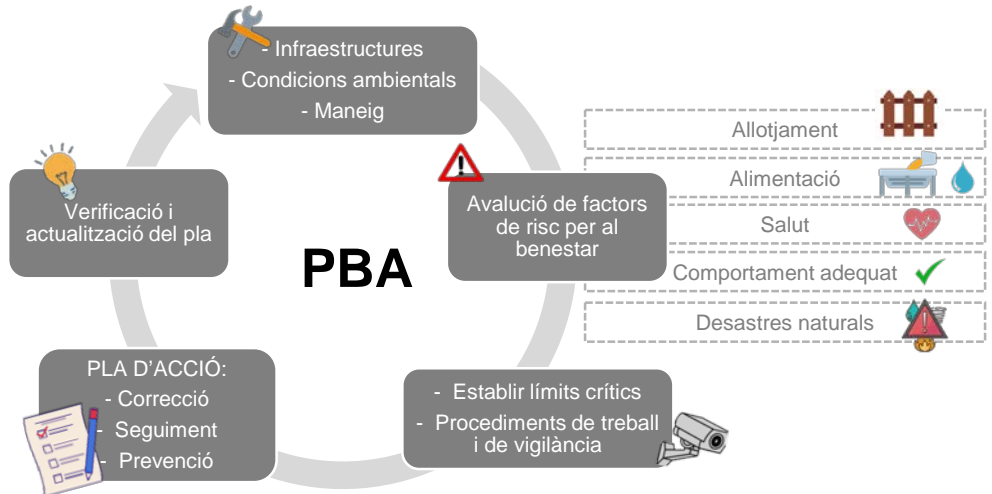 - Infraestructures
- Condicions ambientals
- Maneig
Avalució de factors
de risc per al
benestar
Allotjament
Alimentació
Salut
Comportament adequat
Desastres naturals
- Establir límits crítics
- Procediments de treball
i de vigilància
PLA D’ACCIÓ:
- Correcció
- Seguiment
- Prevenció
Verificació i
actualització del pla
PBA